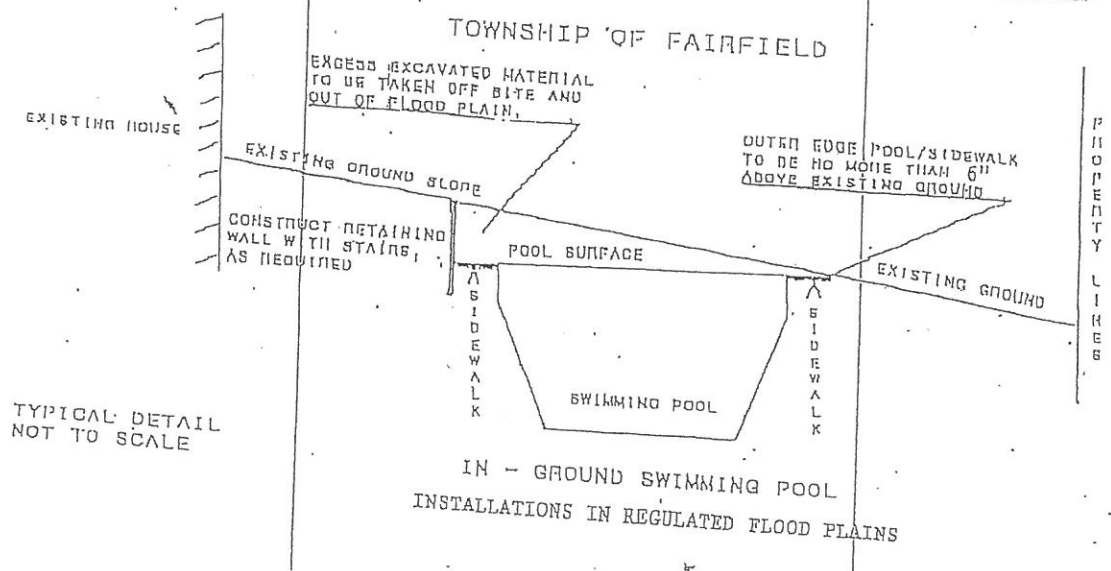 TOWNSHIP OF FAIRFIELD
EXCESS EXCAVATED MATERIAL
TO BE TAKEN OFF SITE AND
OUT OF FLOOD PLAIN.
EXISTING HOUSE
EXISTING GROUND SLOPE
OUTER EDGE POOL/SIDEWALK
TO BE NO MORE THAN 6"
ABOVE EXISTING GROUND
PROPERTY LINES
CONSTRUCT RETAINING
WALL WITH STAIRS,
AS REQUIRED
POOL SURFACE
EXISTING GROUND
SIDEWALK
SIDEWALK
SWIMMING POOL
TYPICAL DETAIL
NOT TO SCALE
IN - GROUND SWIMMING POOL
INSTALLATIONS IN REGULATED FLOOD PLAINS